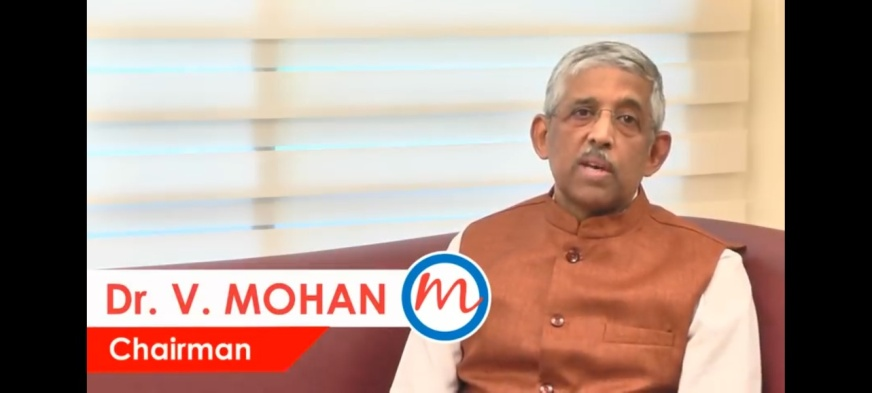 Dr. V. MOHAN
m
Chairman